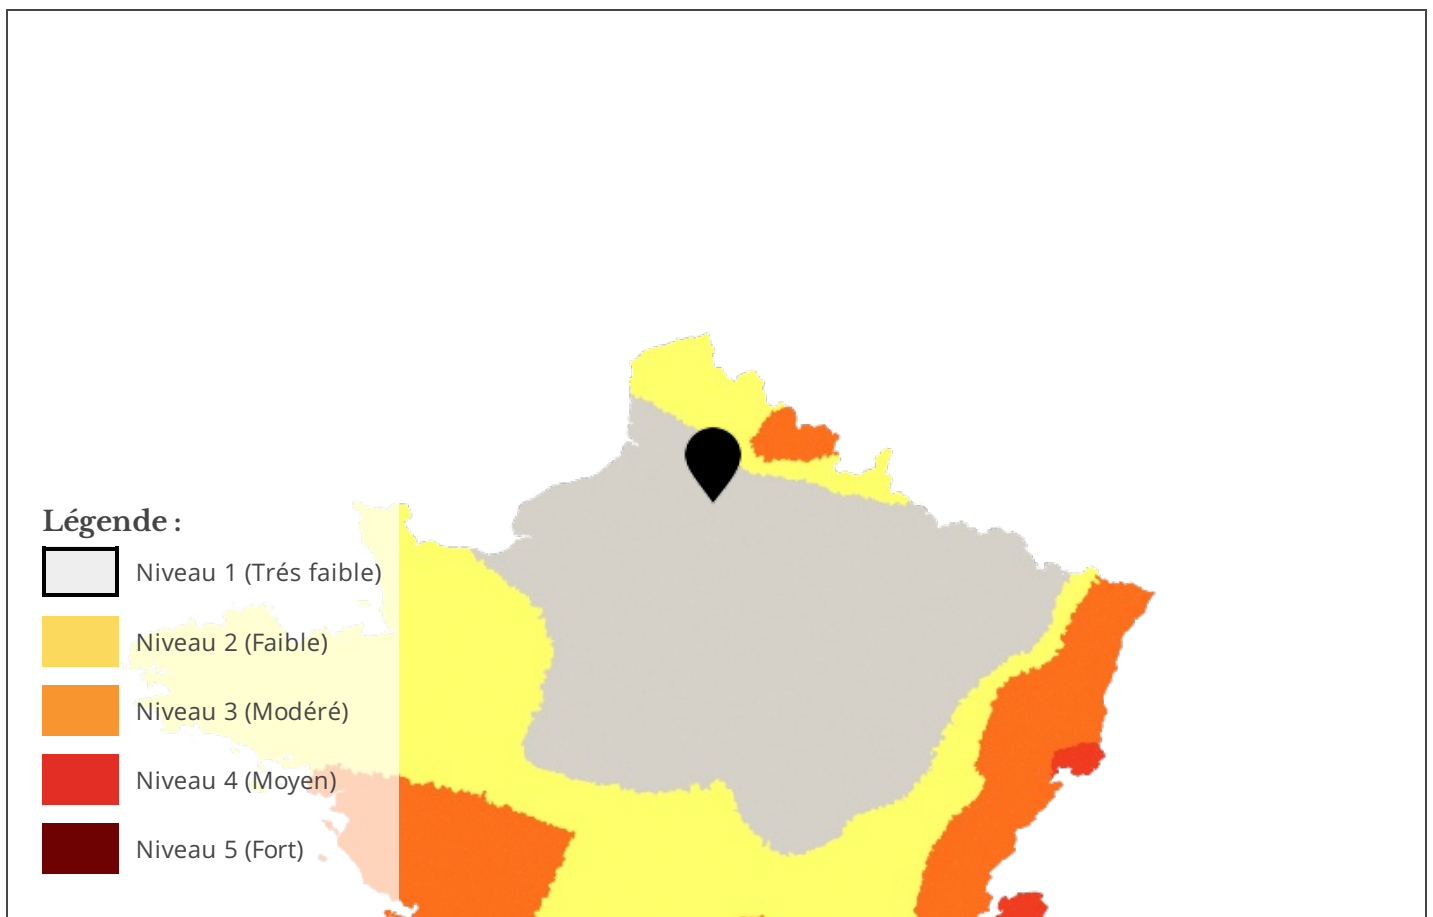 Légende :
Niveau 1 (Trés faible)
Niveau 2 (Faible)
Niveau 3 (Modéré)
Niveau 4 (Moyen)
Niveau 5 (Fort)